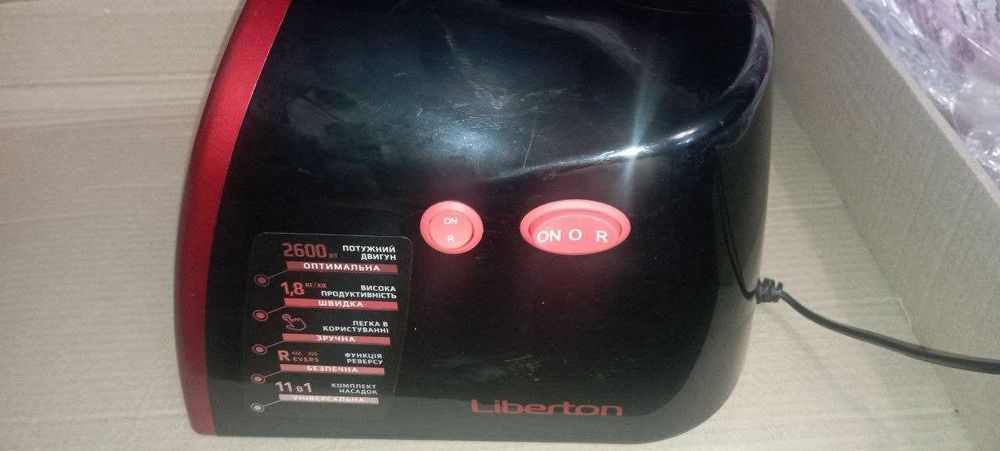 ON
R
ON O R
2600 ВТ ПОТУЖНИЙ
ДВИГУН
ОПТИМАЛЬНА
1,8 КГ/ХВ ВИСОКА
ПРОДУКТИВНІСТЬ
ШВИДКА
ЛЕГКА В
КОРИСТУВАННІ
ЗРУЧНА
R EVERS ФУНКЦІЯ
РЕВЕРСУ
БЕЗПЕЧНА
11 в 1 КОМПЛЕКТ
НАСАДОК
УНІВЕРСАЛЬНА
Liberton